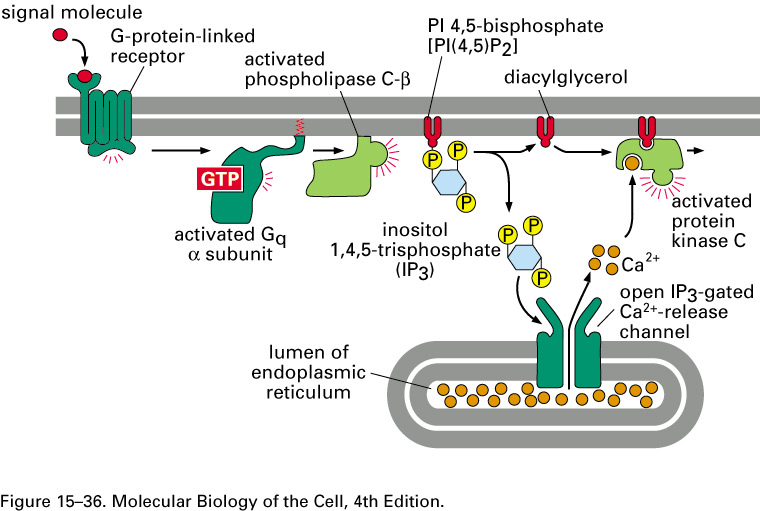 signal molecule
G-protein-linked
receptor
activated
phospholipase C-β
PI 4,5-bisphosphate
[PI(4,5)P2]
diacylglycerol
GTP
P
P
P
activated Gq
α subunit
inositol
1,4,5-trisphosphate
(IP3)
P
P
P
activated
protein
kinase C
Ca2+
open IP3-gated
Ca2+-release
channel
lumen of
endoplasmic
reticulum
Figure 15–36. Molecular Biology of the Cell, 4th Edition.